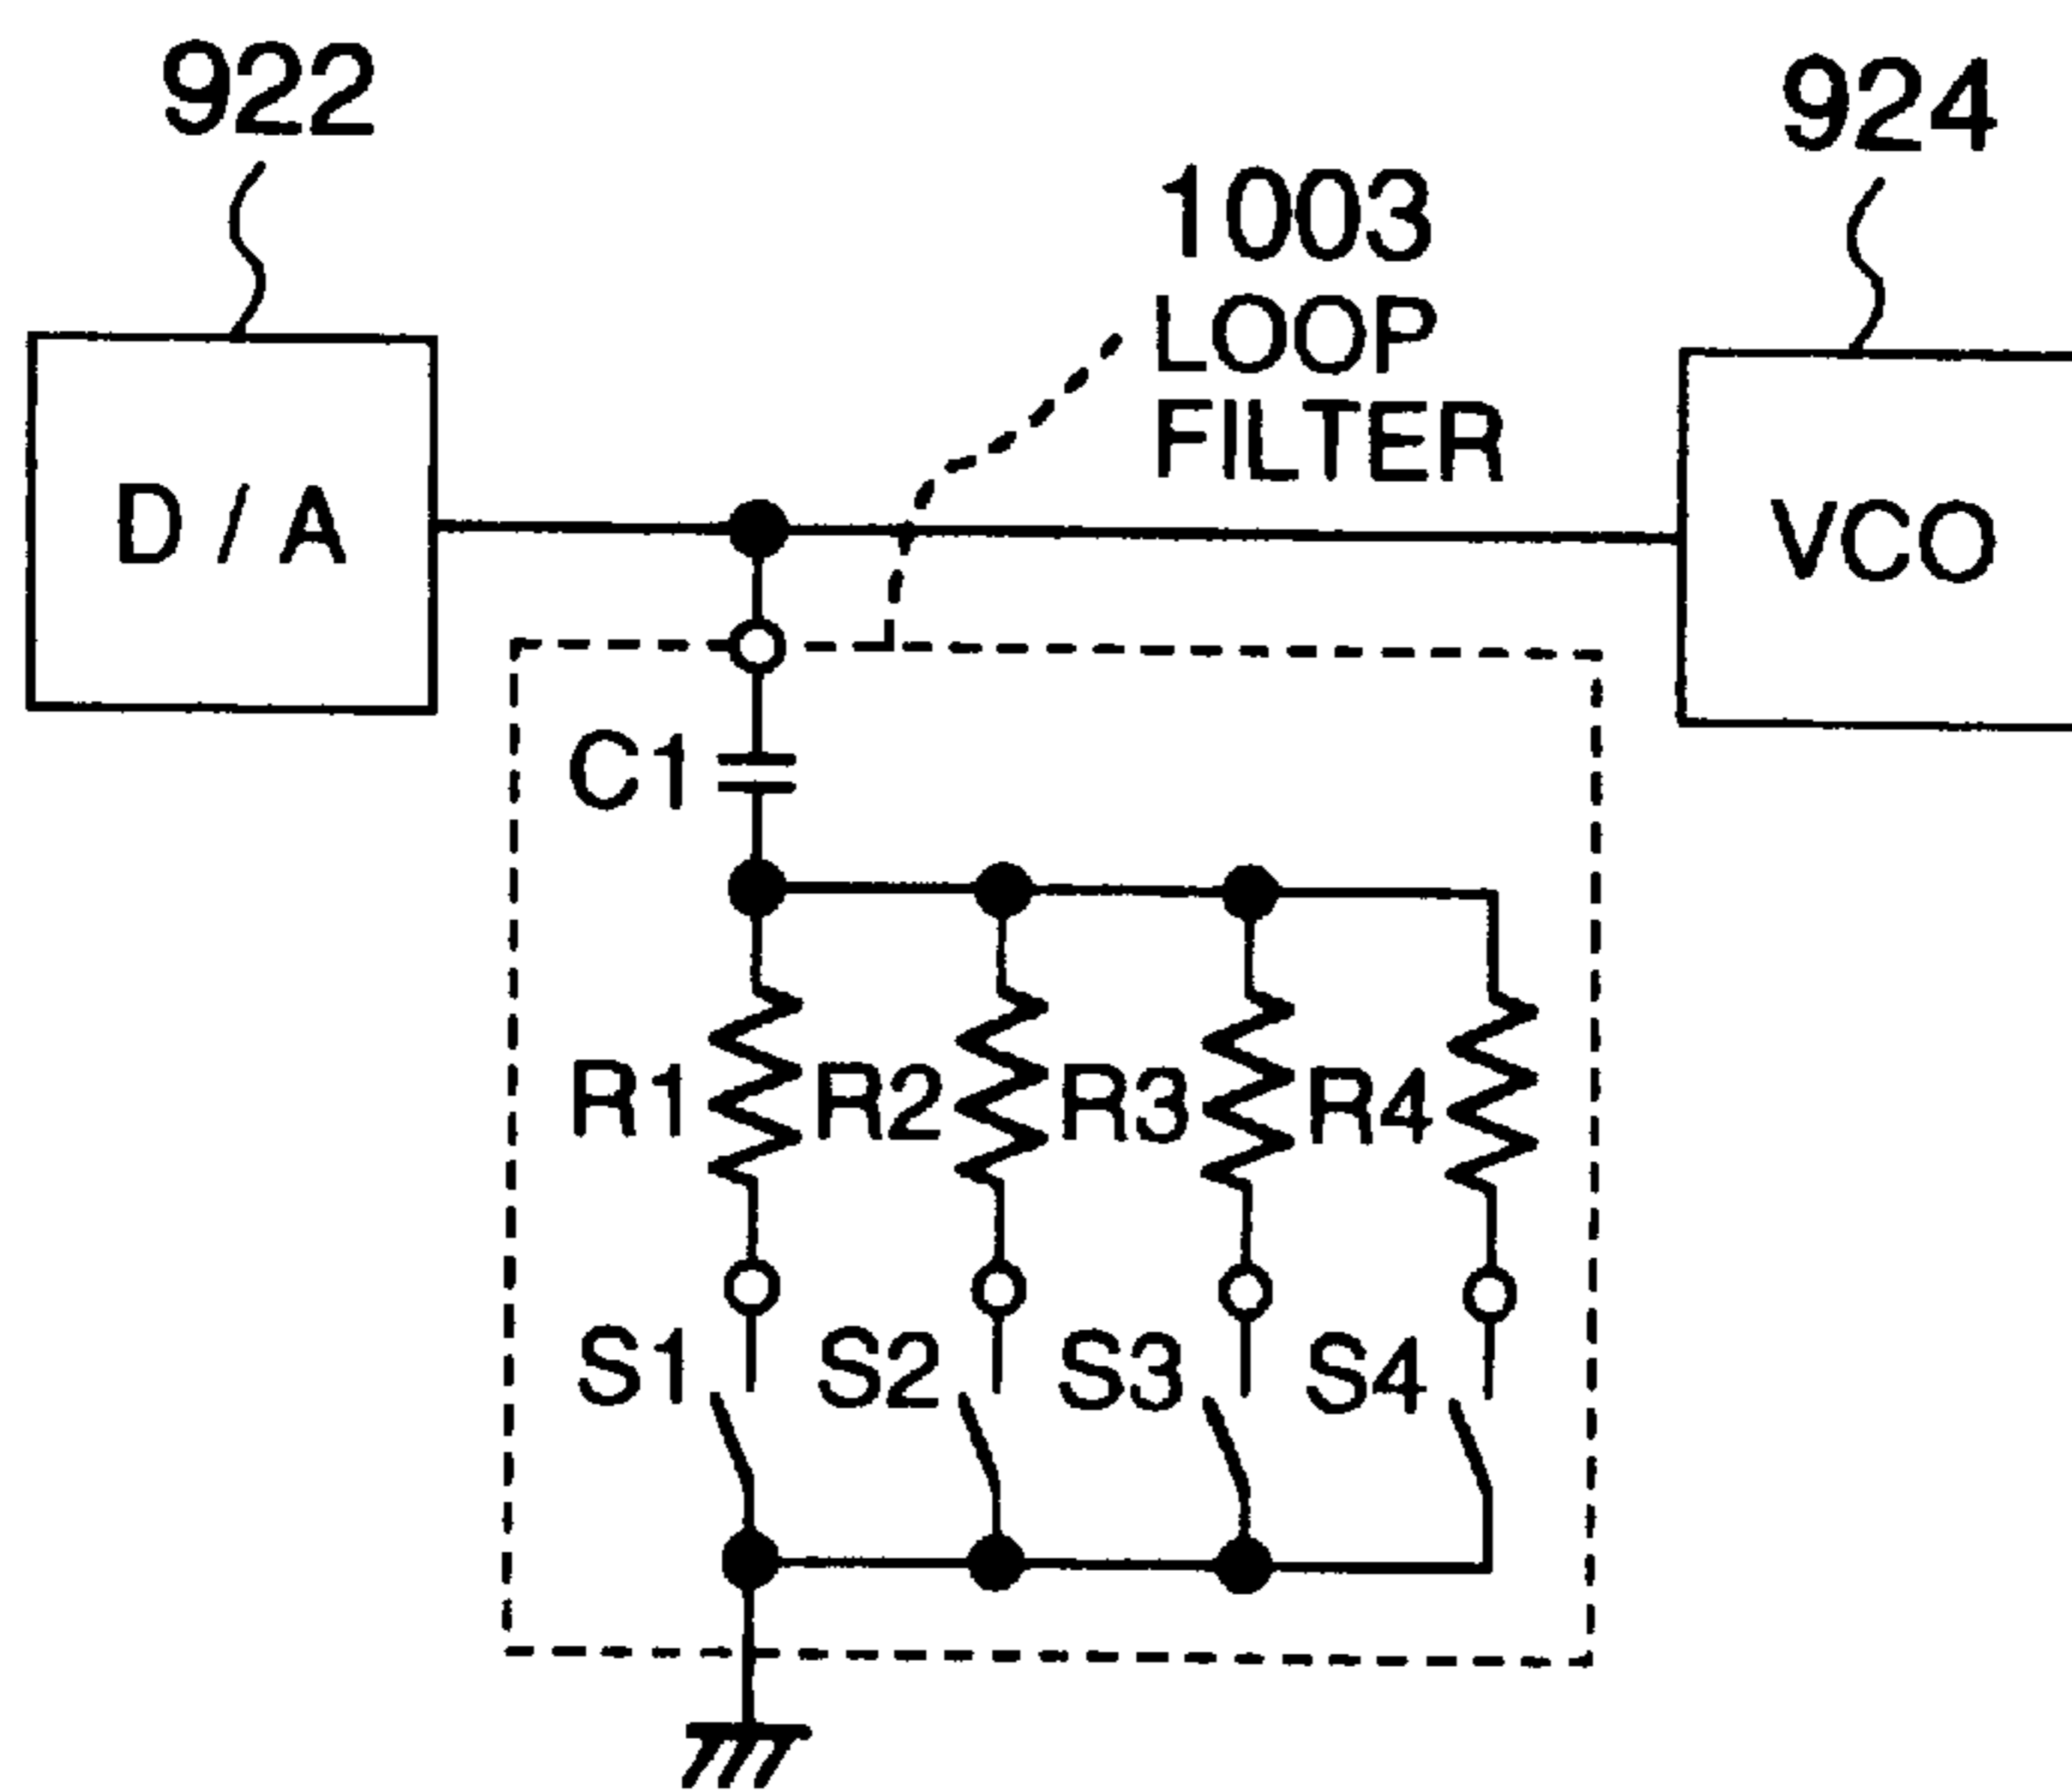 922
924
1003
LOOP
FILTER
D / A
VCO
C1
R1 R2 R3 R4
S1 S2 S3 S4